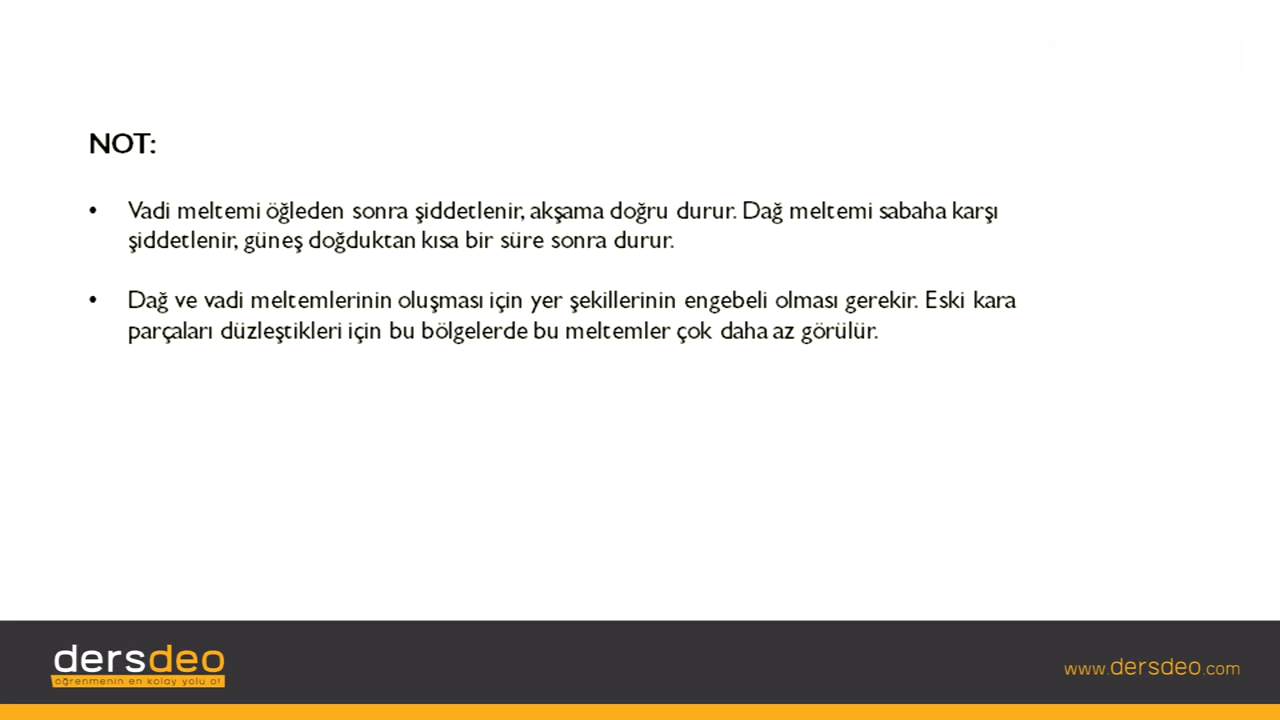 NOT:
• Vadi meltemi öğleden sonra şiddetlenir, akşama doğru durur. Dağ meltemi sabaha karşı
şiddetlenir, güneş doğduktan kısa bir süre sonra durur.
• Dağ ve vadi meltemlerinin oluşması için yer şekillerinin engebeli olması gerekir. Eski kara
parçaları düzleştikleri için bu bölgelerde bu meltemler çok daha az görülür.
dersdeo
öğrenmenin en kolay yolu o!
www.dersdeo.com